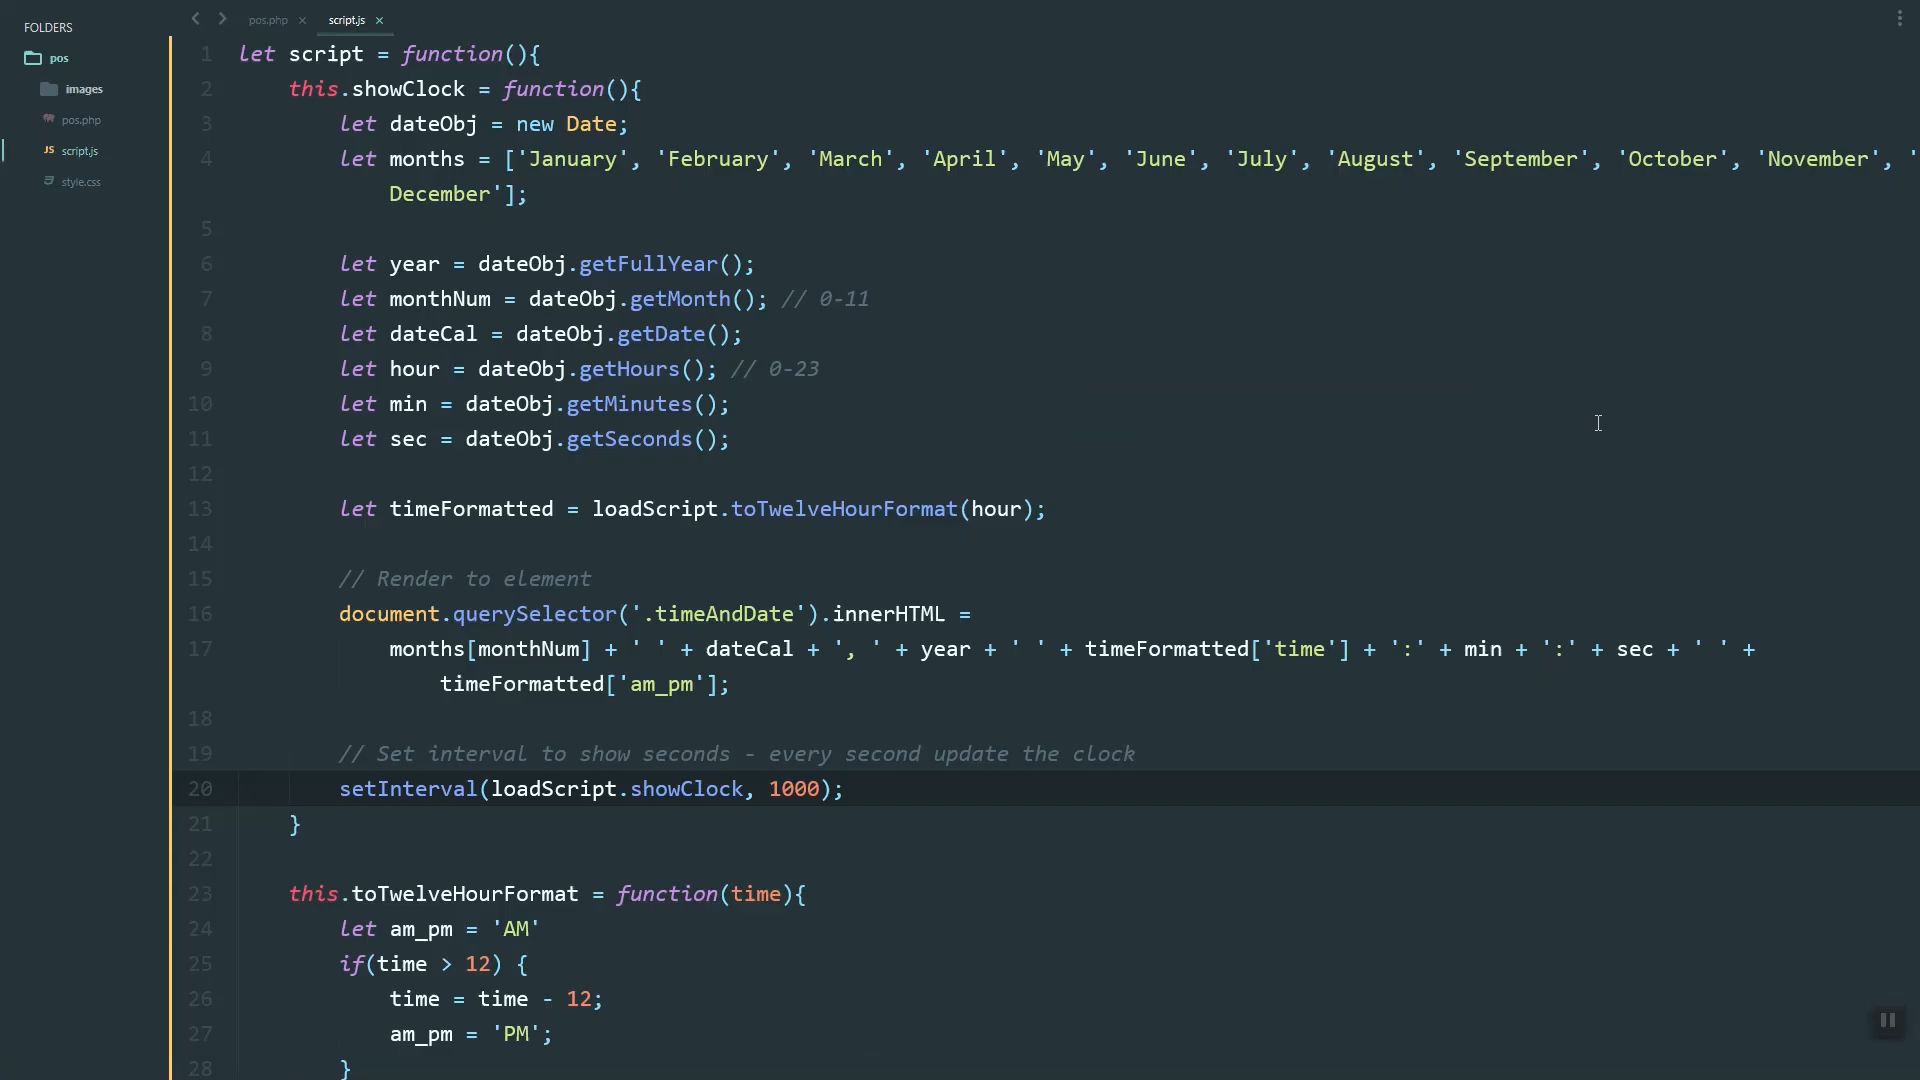 FOLDERS
pos
images
pos.php
JS script.js
style.css
pos.php ×
script.js ×
1 let script = function(){
2 this.showClock = function(){
3 let dateObj = new Date;
4 let months = ['January', 'February', 'March', 'April', 'May', 'June', 'July', 'August', 'September', 'October', 'November', '
December'];
5
6 let year = dateObj.getFullYear();
7 let monthNum = dateObj.getMonth(); // 0-11
8 let dateCal = dateObj.getDate();
9 let hour = dateObj.getHours(); // 0-23
10 let min = dateObj.getMinutes();
11 let sec = dateObj.getSeconds();
12
13 let timeFormatted = loadScript.toTwelveHourFormat(hour);
14
15 // Render to element
16 document.querySelector('.timeAndDate').innerHTML =
17 months[monthNum] + ' ' + dateCal + ', ' + year + ' ' + timeFormatted['time'] + ':' + min + ':' + sec + ' ' +
timeFormatted['am_pm'];
18
19 // Set interval to show seconds - every second update the clock
20 setInterval(loadScript.showClock, 1000);
21 }
22
23 this.toTwelveHourFormat = function(time){
24 let am_pm = 'AM'
25 if(time > 12) {
26 time = time - 12;
27 am_pm = 'PM';
28 }